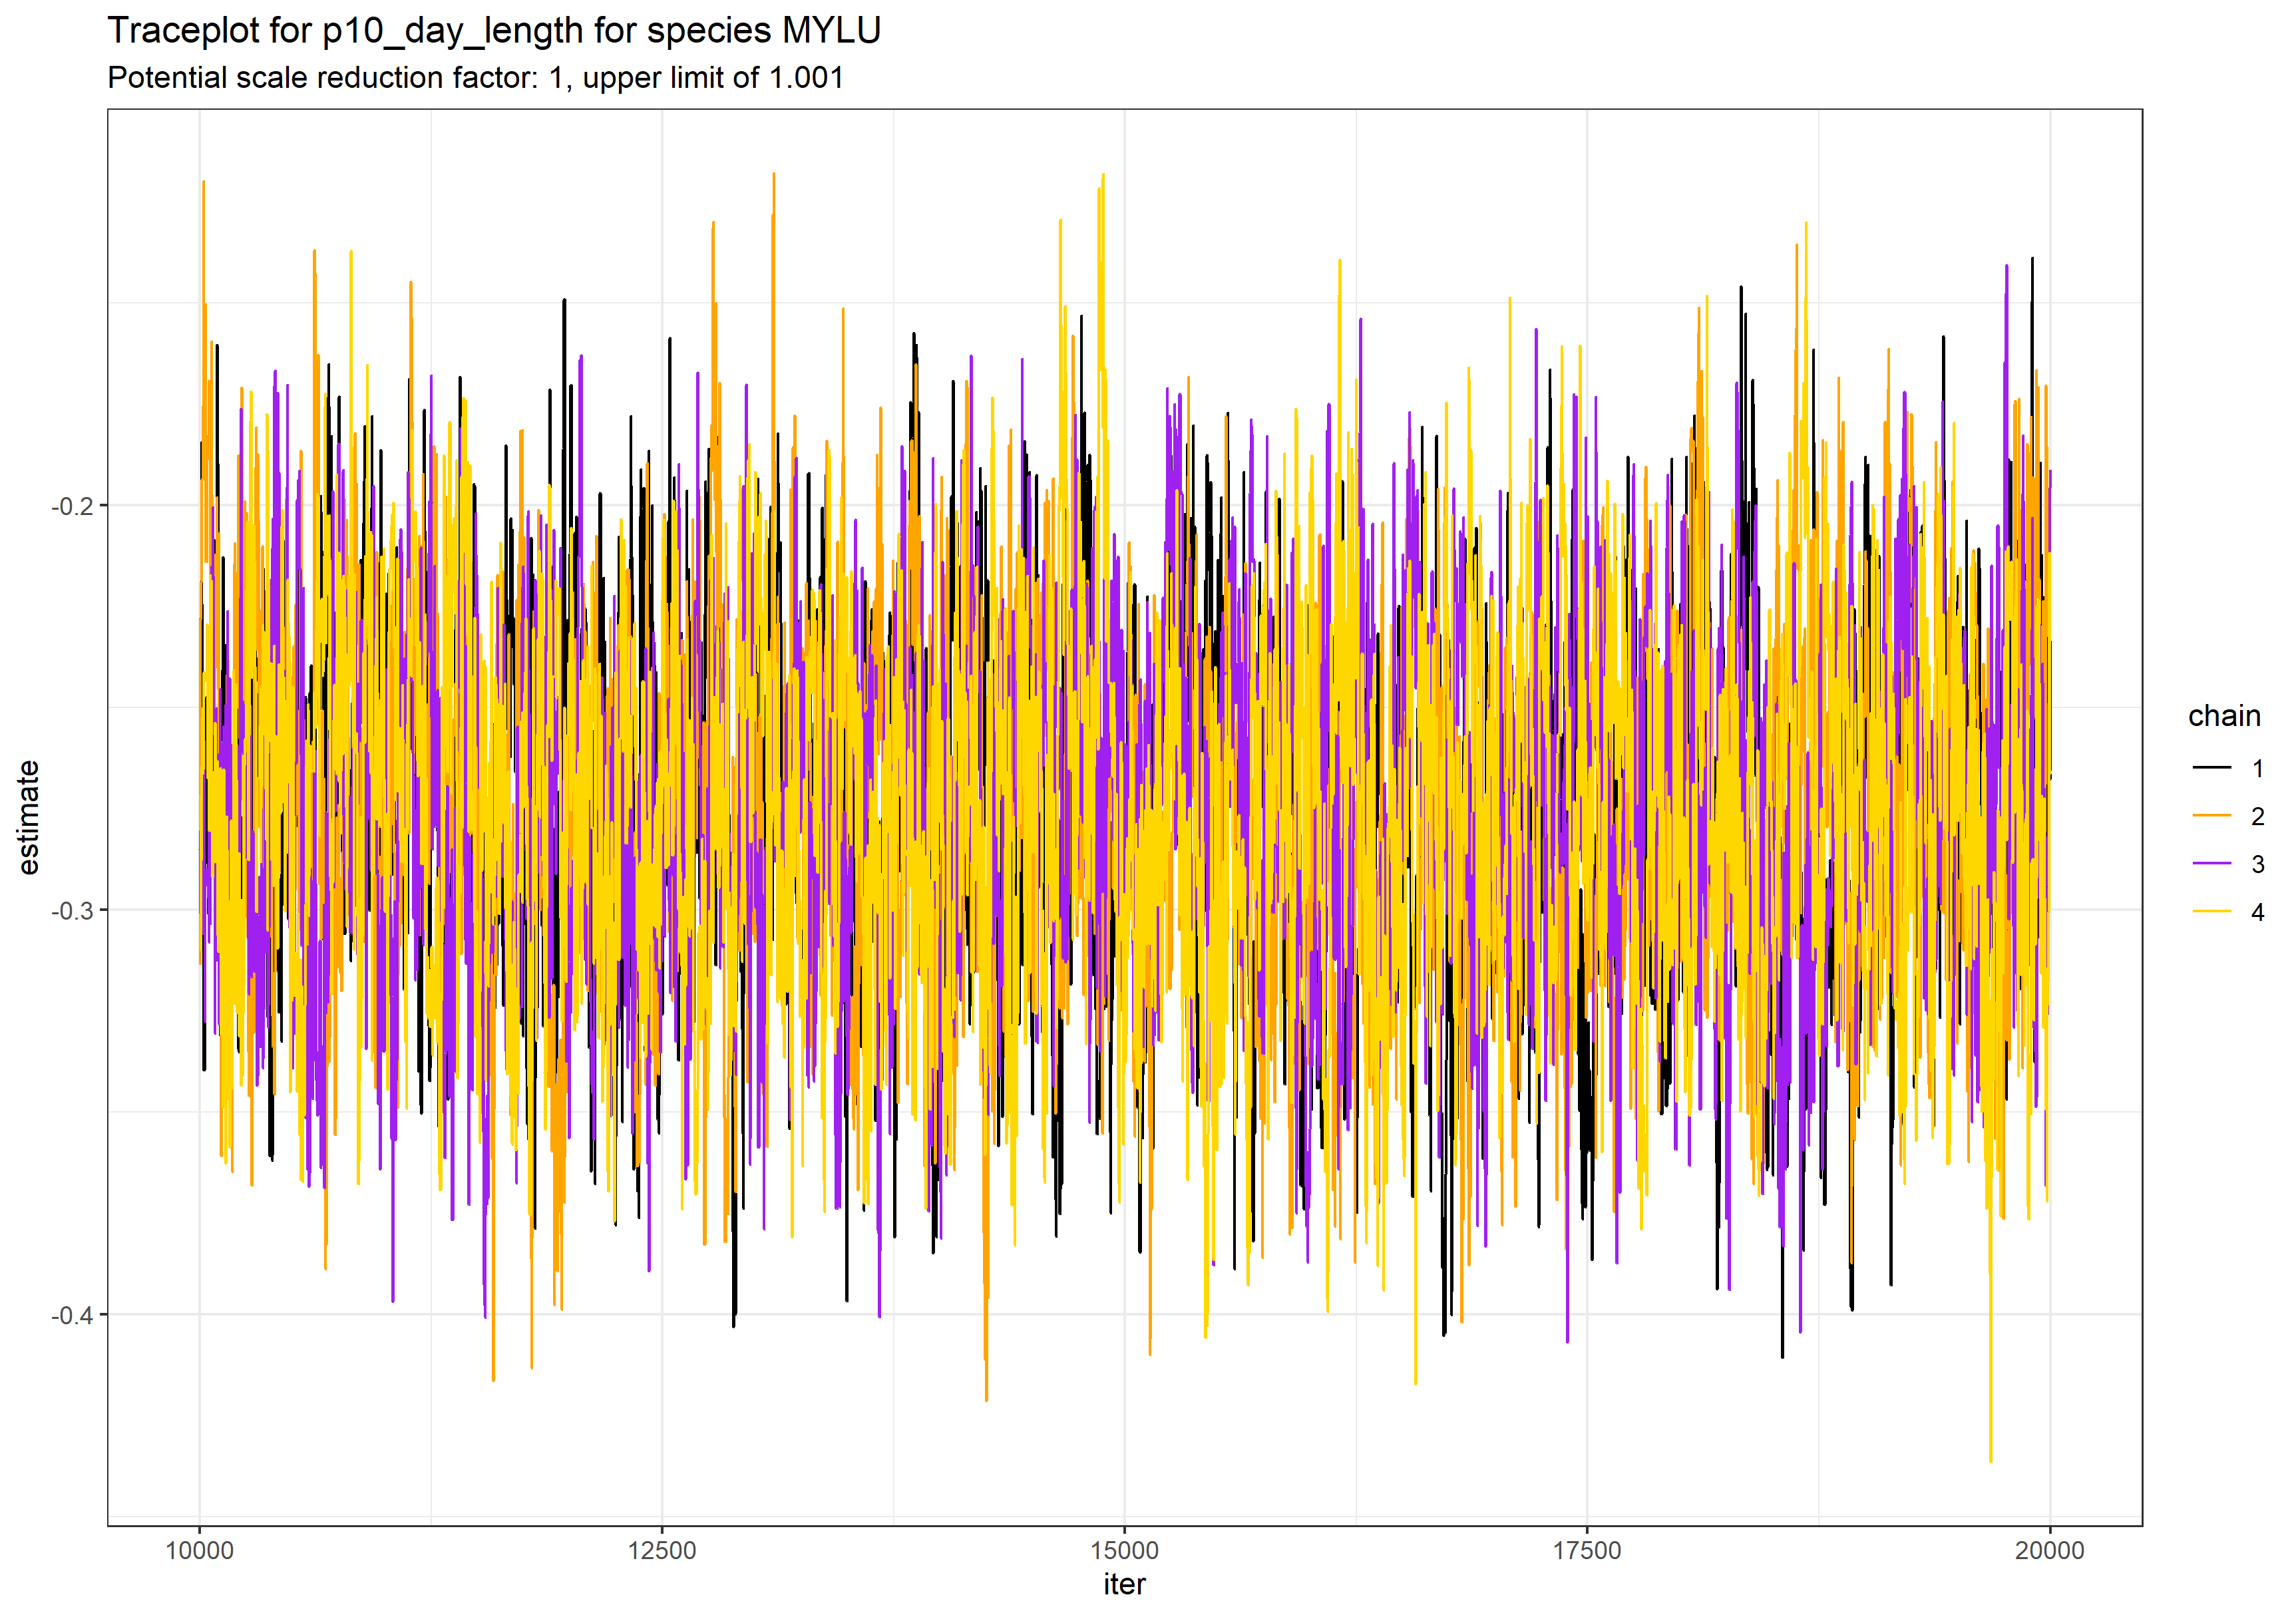 Traceplot for p10_day_length for species MYLU
Potential scale reduction factor: 1, upper limit of 1.001
-0.2
-0.3
-0.4
estimate
10000 12500 15000 17500 20000
iter
chain
1
2
3
4